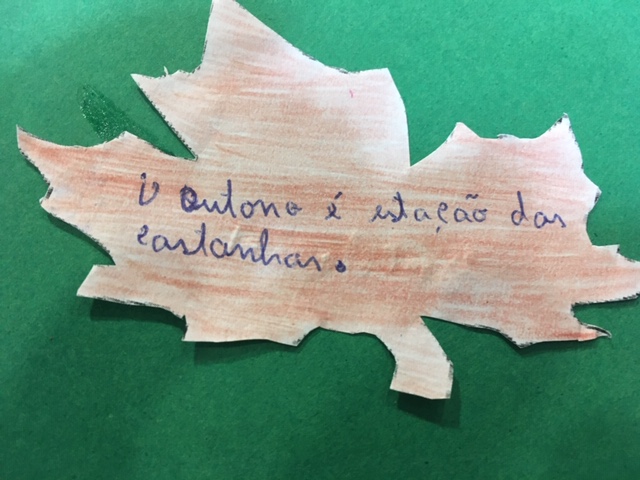 O outono é estação das
castanhas.